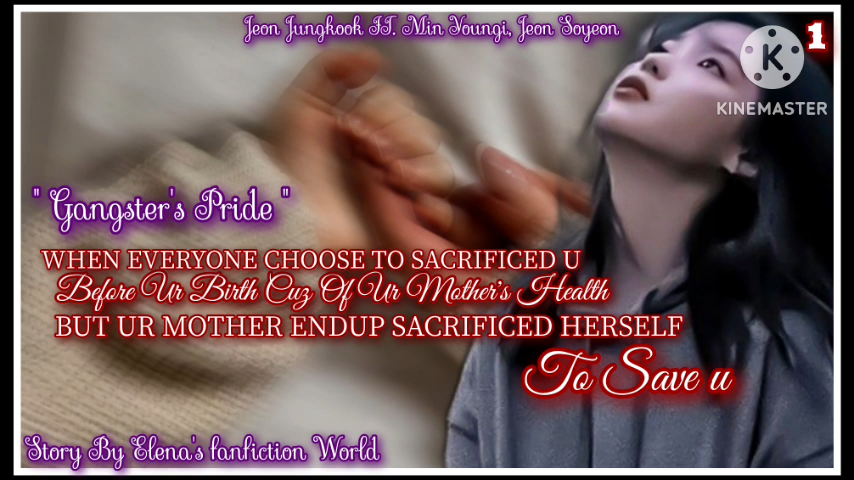 Jeon Jungkook FT. Min Youngi, Jeon Soyeon
1
K
KINEMASTER
" Gangster's Pride "
WHEN EVERYONE CHOOSE TO SACRIFICED U
Before Ur Birth Cuz Of Ur Mother's Health
BUT UR MOTHER ENDUP SACRIFICED HERSELF
To Save u
Story By Elena's fanfiction World